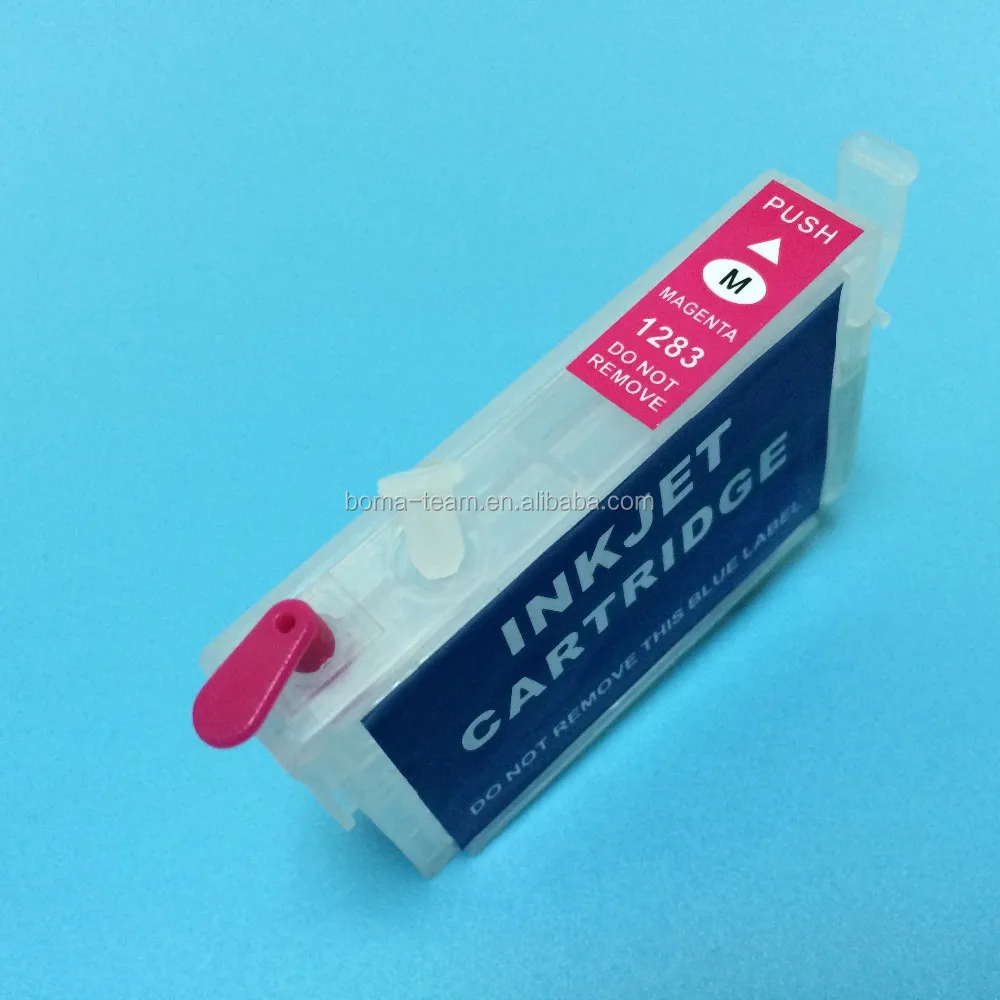 PUSH
M
MAGENTA
1283
DO NOT
REMOVE
INKJET
CARTRIDGE
DO NOT REMOVE THIS BLUE LABEL
boma-team.en.alibaba.com